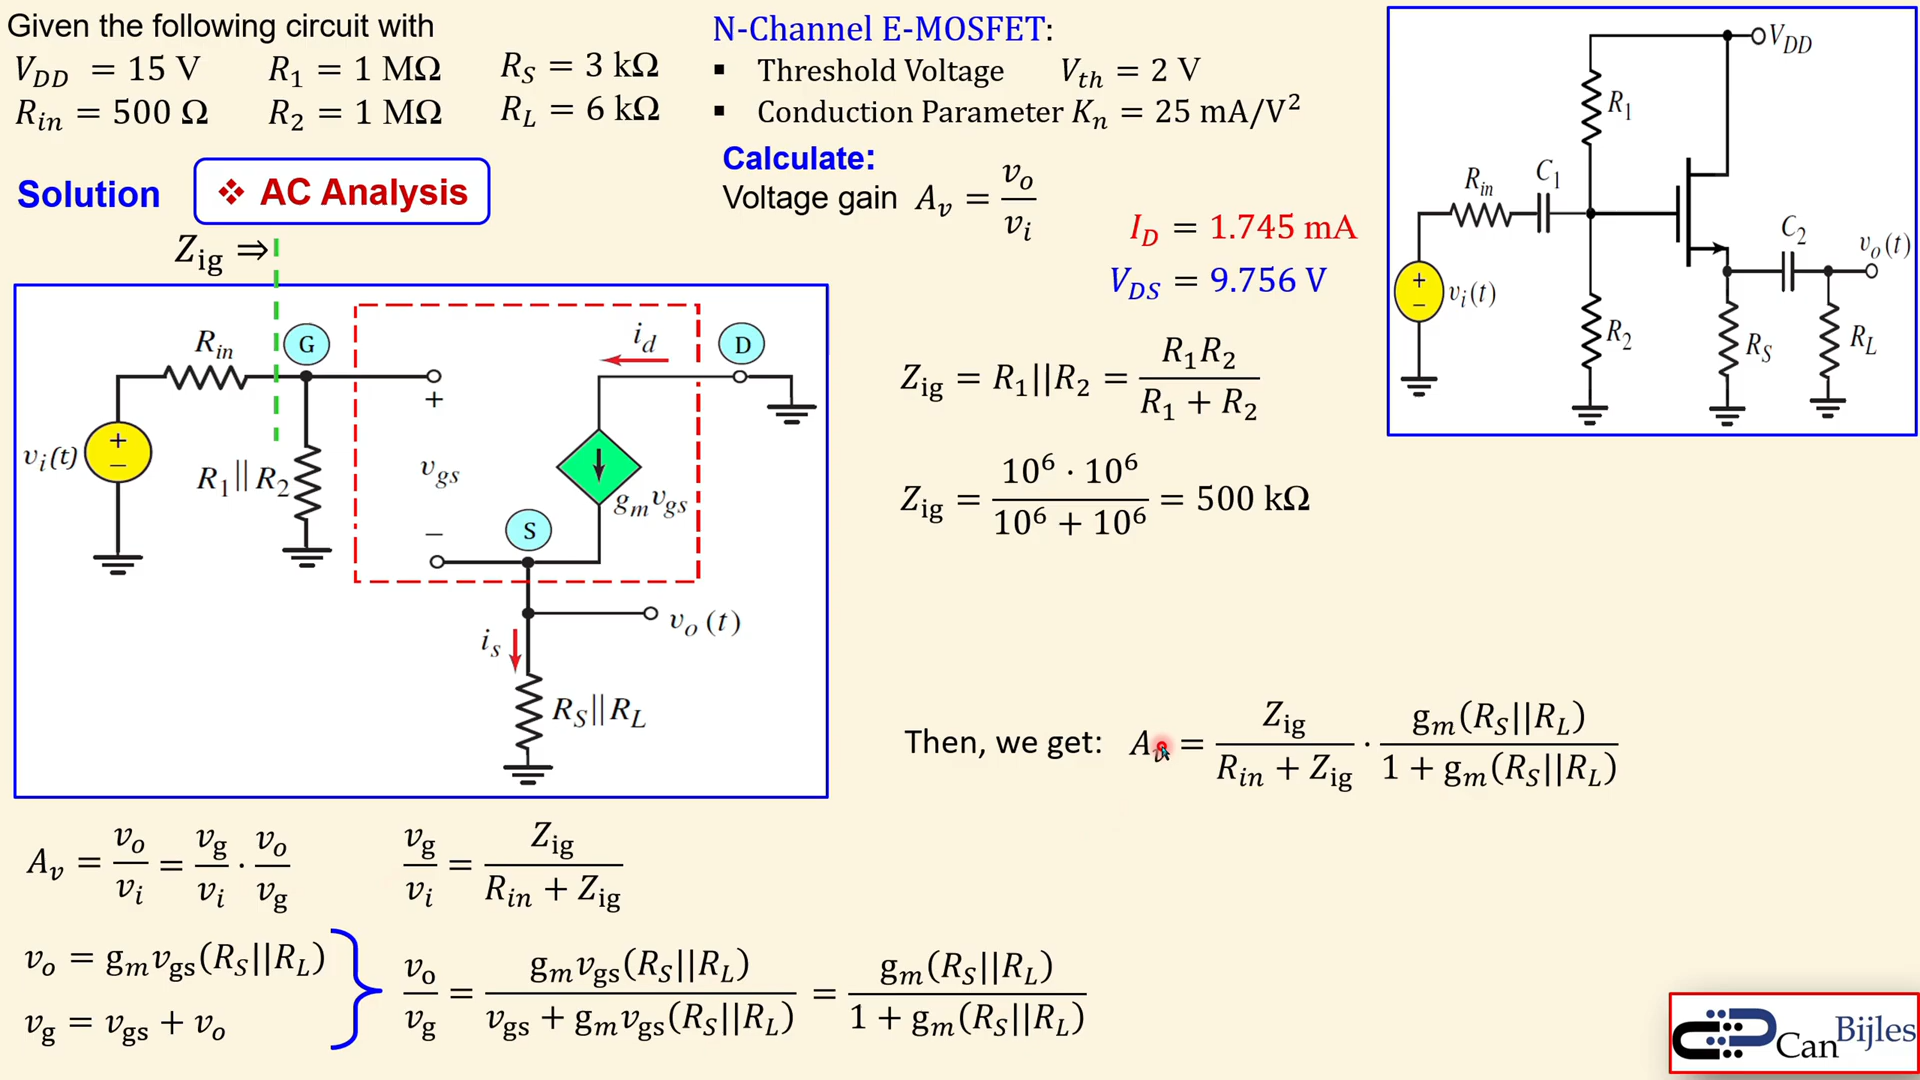 Given the following circuit with
V_DD = 15 V R_1 = 1 MΩ R_S = 3 kΩ
R_in = 500 Ω R_2 = 1 MΩ R_L = 6 kΩ
N-Channel E-MOSFET:
▪ Threshold Voltage V_th = 2 V
▪ Conduction Parameter K_n = 25 mA/V²
Calculate:
Voltage gain A_v = v_o / v_i
Solution
❖ AC Analysis
I_D = 1.745 mA
V_DS = 9.756 V
V_DD
R_1
R_in
C_1
C_2
v_o(t)
+
−
v_i(t)
R_2
R_S
R_L
Z_ig ⇒
R_in
G
i_d
D
+
v_i(t)
+
−
R_1||R_2
v_gs
g_m v_gs
−
S
v_o(t)
i_s
R_S||R_L
Z_ig = R_1||R_2 = R_1R_2 / (R_1 + R_2)
Z_ig = 10⁶ · 10⁶ / (10⁶ + 10⁶) = 500 kΩ
Then, we get: A_v = Z_ig / (R_in + Z_ig) · g_m(R_S||R_L) / (1 + g_m(R_S||R_L))
A_v = v_o / v_i = v_g / v_i · v_o / v_g
v_g / v_i = Z_ig / (R_in + Z_ig)
v_o = g_m v_gs(R_S||R_L)
v_g = v_gs + v_o
v_o / v_g = g_m v_gs(R_S||R_L) / (v_gs + g_m v_gs(R_S||R_L)) = g_m(R_S||R_L) / (1 + g_m(R_S||R_L))
Can Bijles